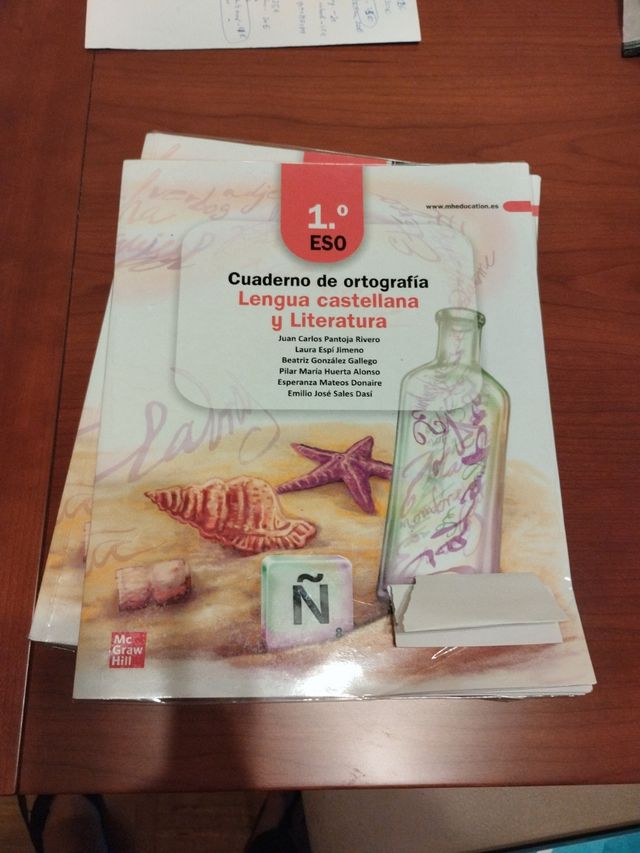 1.º
ESO
www.mheducation.es
Cuaderno de ortografía
Lengua castellana
y Literatura
Juan Carlos Pantoja Rivero
Laura Espí Jimeno
Beatriz González Gallego
Pilar María Huerta Alonso
Esperanza Mateos Donaire
Emilio José Sales Dasí
Ñ
8
Mc
Graw
Hill